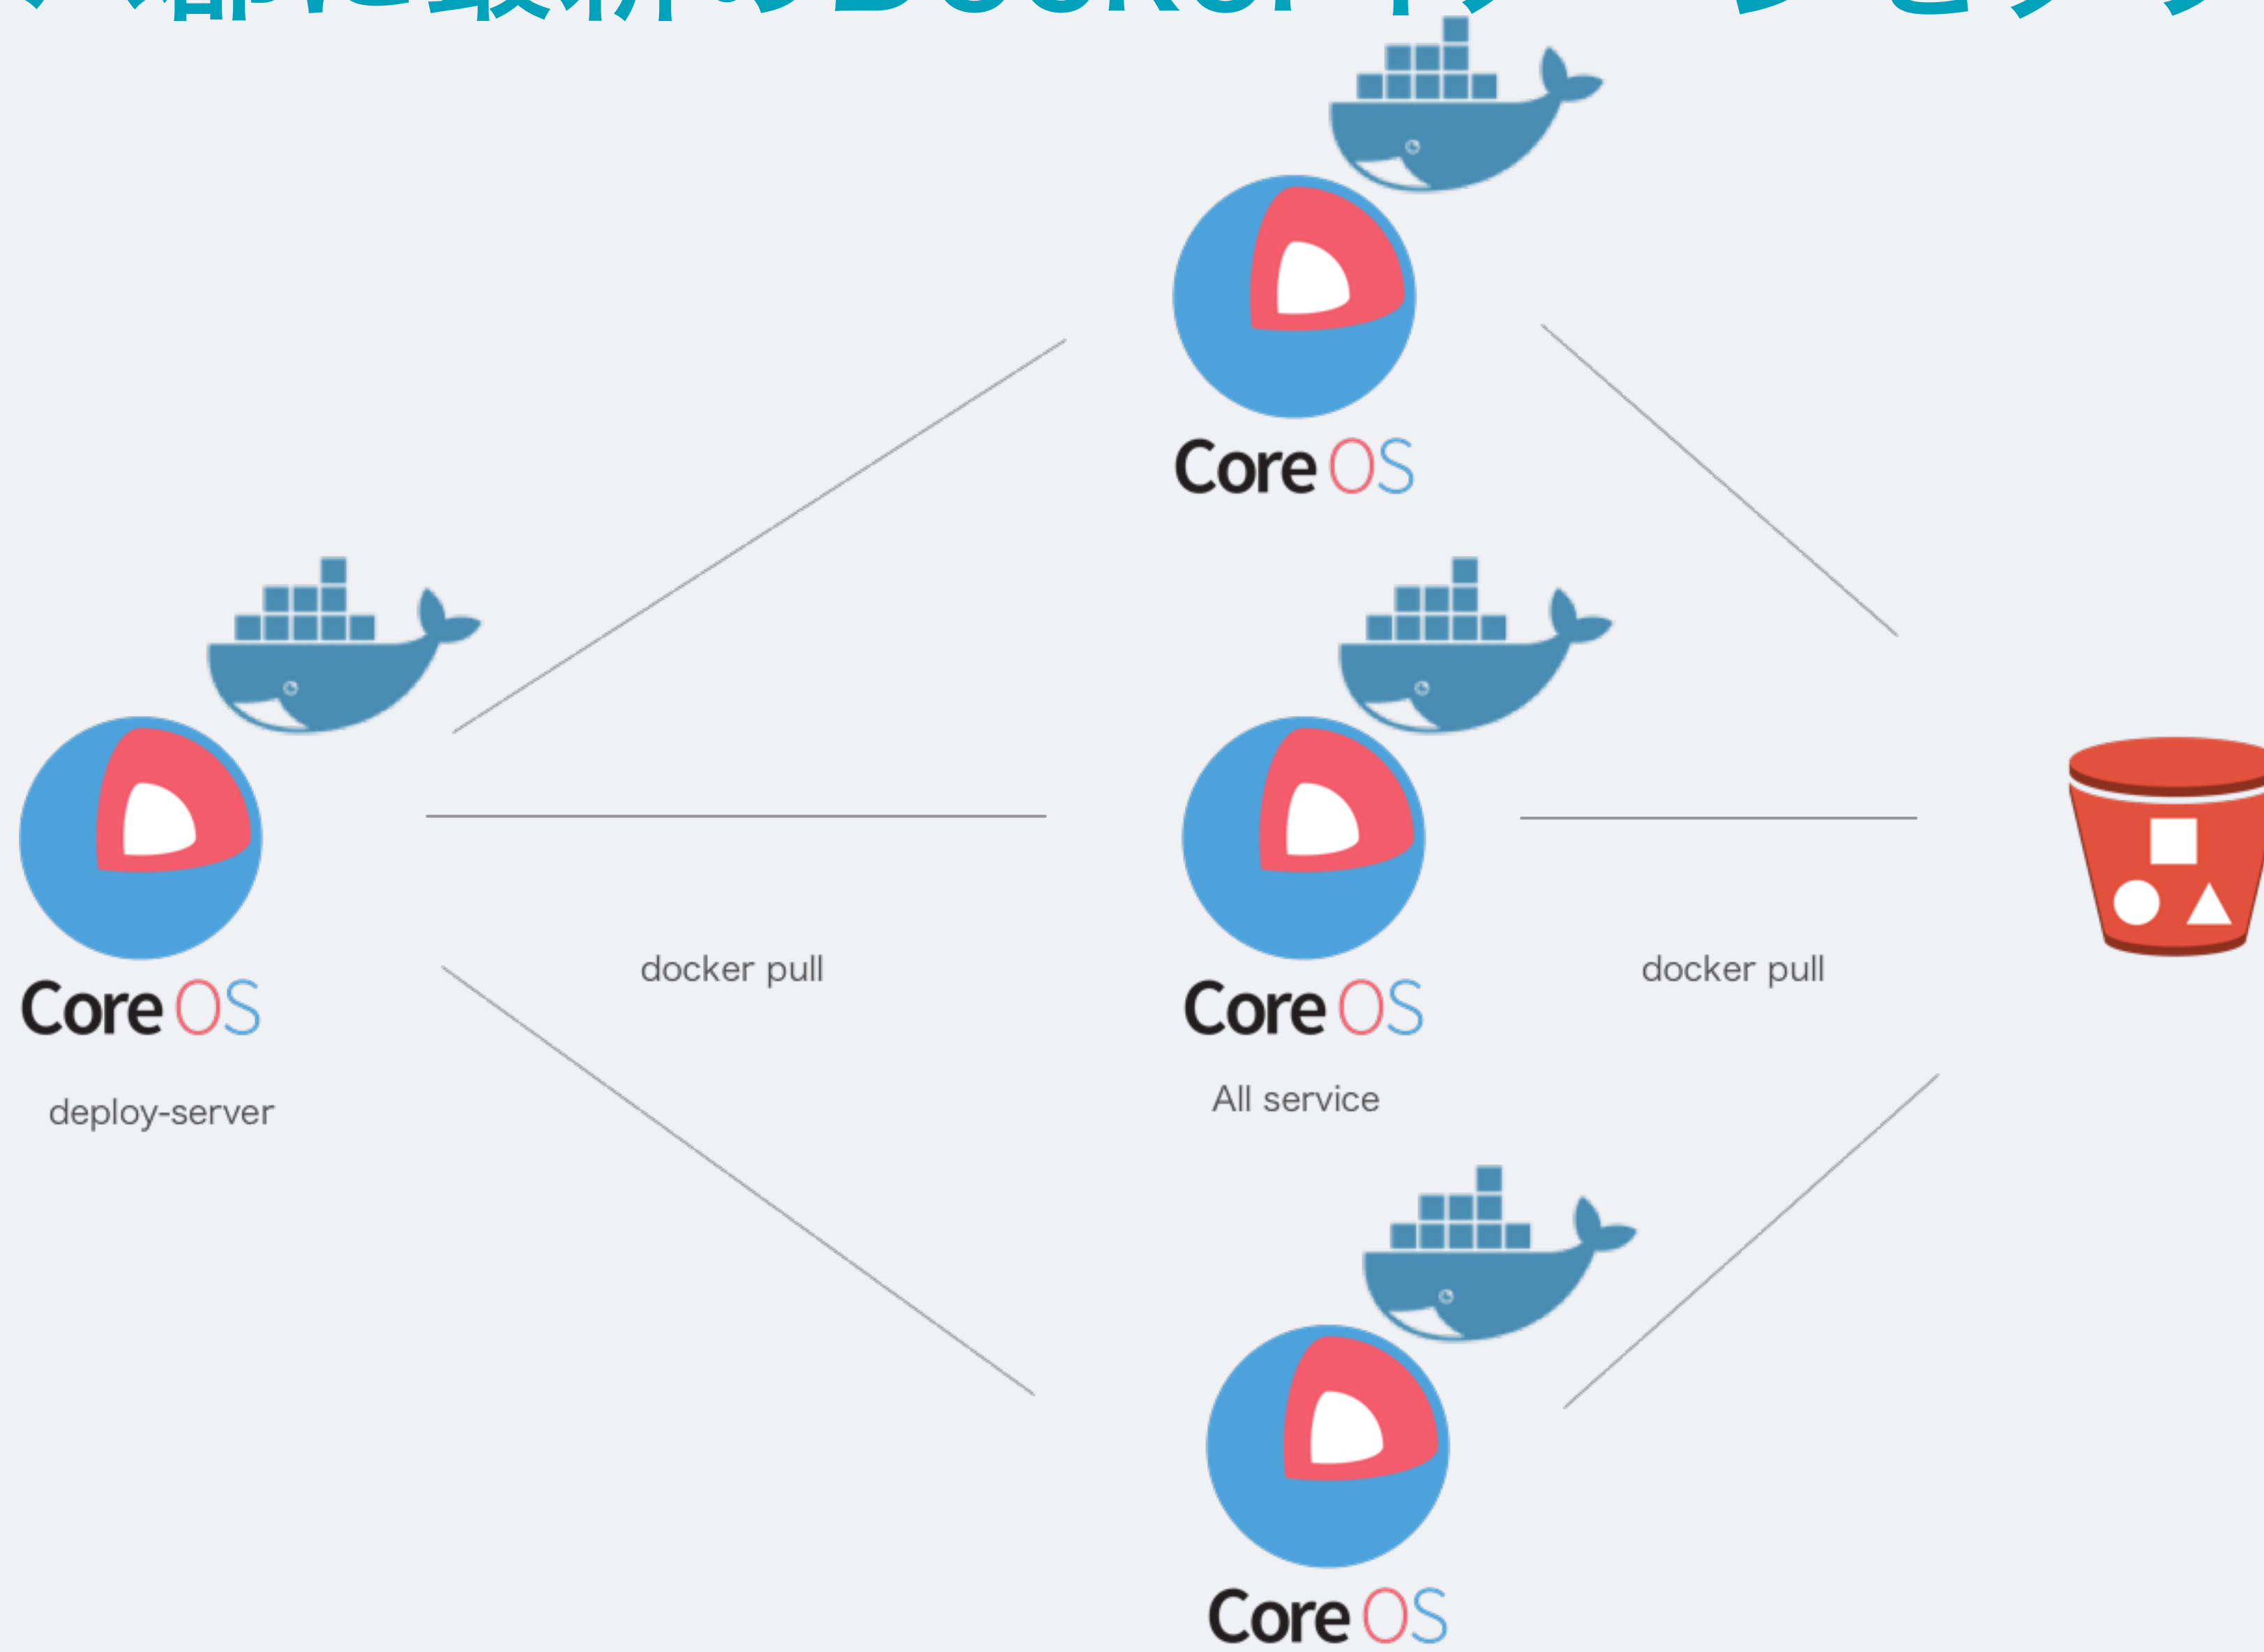 Core OS
docker pull
docker pull
Core OS
Core OS
deploy-server
All service
Core OS